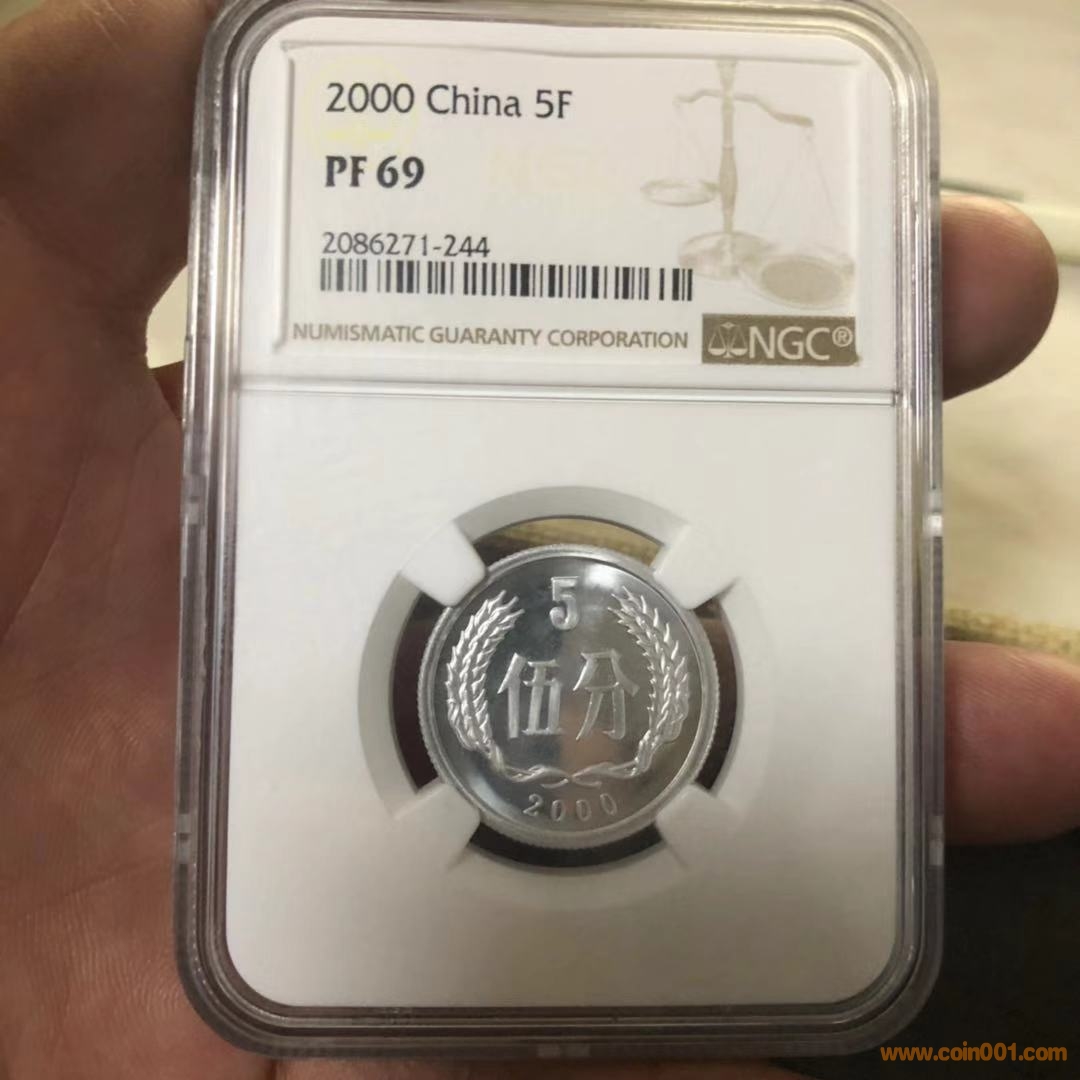 2000 China 5F
PF 69
2086271-244
NUMISMATIC GUARANTY CORPORATION
NGC®
5
伍分
2000
www.coin001.com